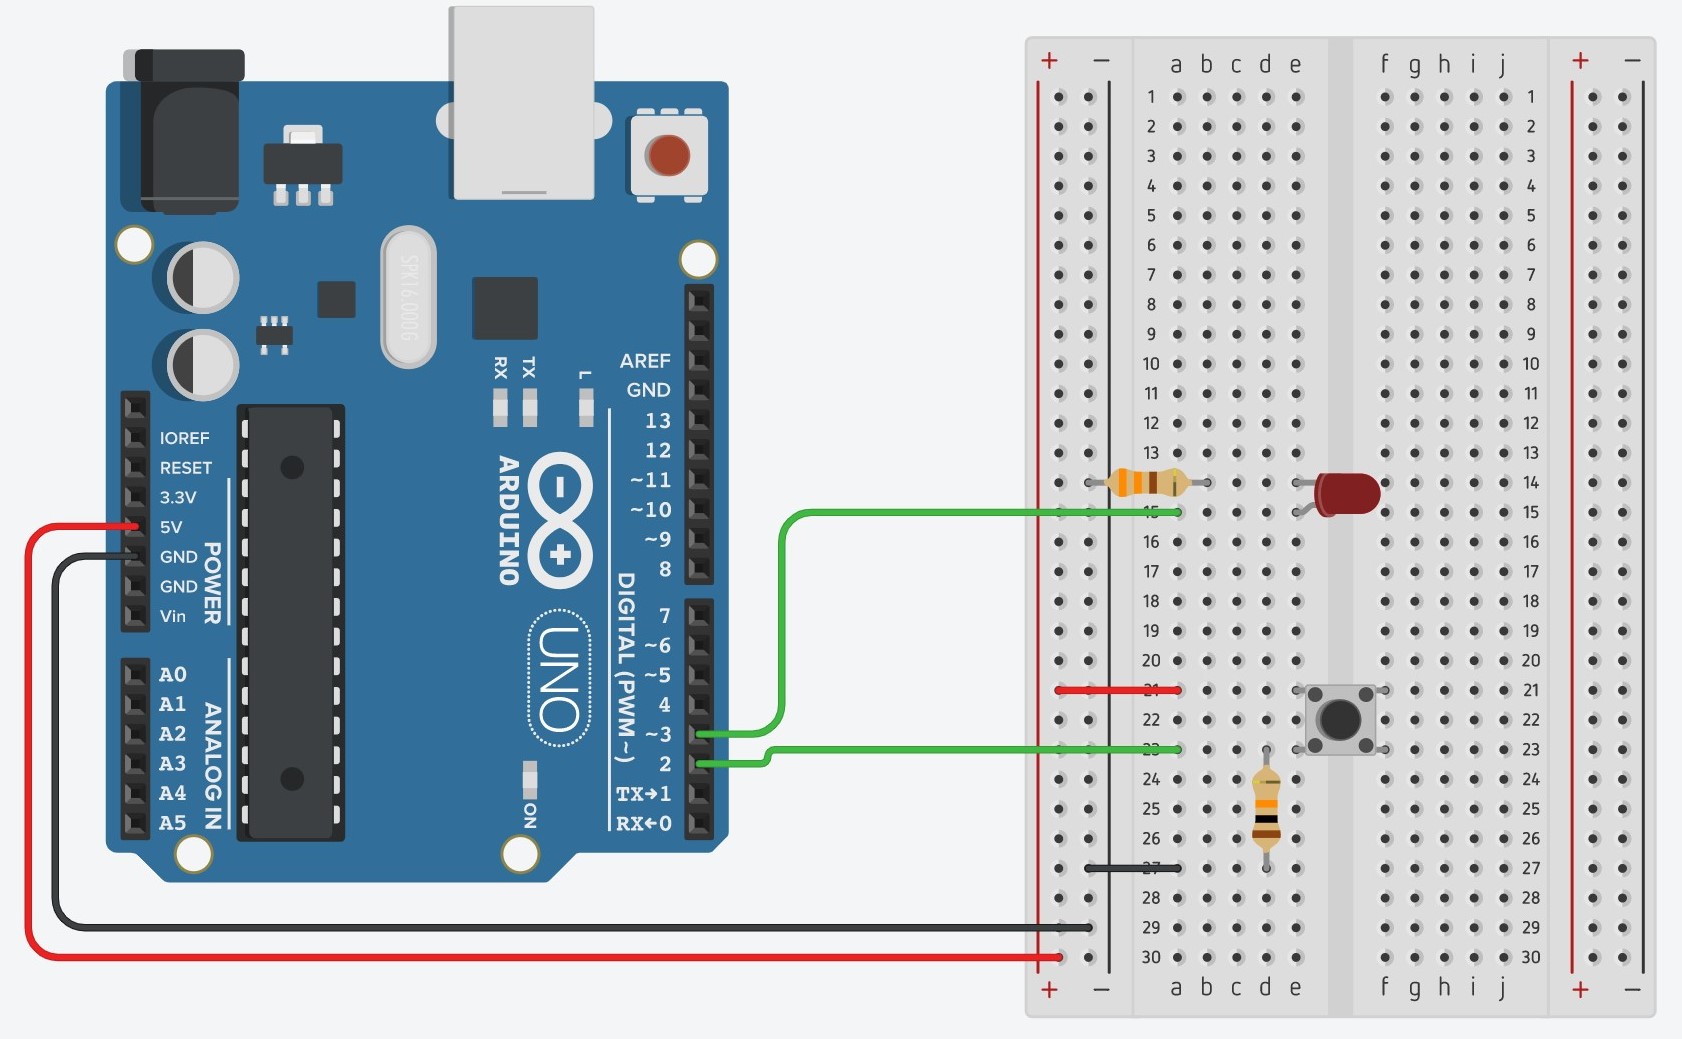 SPK16.000G
RX TX L
AREF
GND
13
12
~11
~10
~9
8
7
~6
~5
4
~3
2
TX→1
RX←0
DIGITAL (PWM ~)
ARDUINO
UNO
ON
IOREF
RESET
3.3V
5V
GND
GND
Vin
POWER
A0
A1
A2
A3
A4
A5
ANALOG IN
+ − a b c d e f g h i j + −
1 1
2 2
3 3
4 4
5 5
6 6
7 7
8 8
9 9
10 10
11 11
12 12
13 13
14 14
15 15
16 16
17 17
18 18
19 19
20 20
21 21
22 22
23 23
24 24
25 25
26 26
27 27
28 28
29 29
30 30
+ − a b c d e f g h i j + −